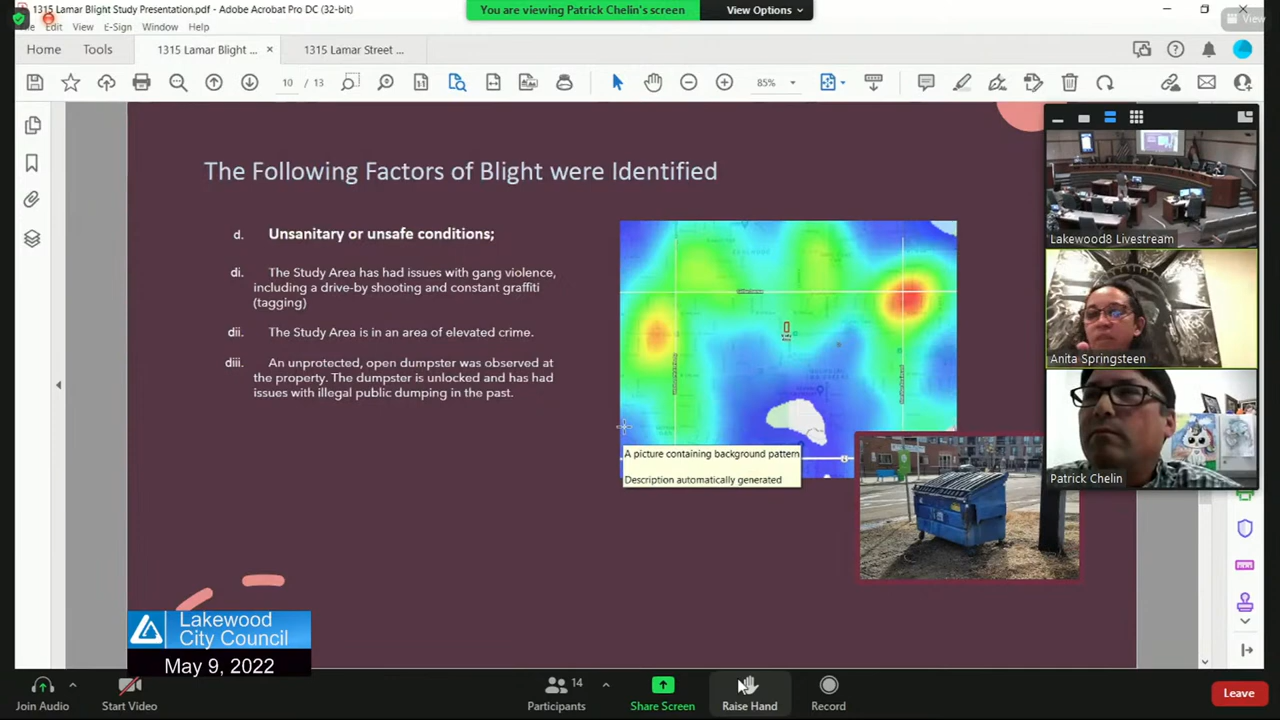 1315 Lamar Blight Study Presentation.pdf - Adobe Acrobat Pro DC (32-bit)
You are viewing Patrick Chelin's screen
View Options
View
Edit View E-Sign Window Help
Home Tools 1315 Lamar Blight ... × 1315 Lamar Street ...
10 / 13
85%
The Following Factors of Blight were Identified
d. Unsanitary or unsafe conditions;
di. The Study Area has had issues with gang violence,
including a drive-by shooting and constant graffiti
(tagging)
dii. The Study Area is in an area of elevated crime.
diii. An unprotected, open dumpster was observed at
the property. The dumpster is unlocked and has had
issues with illegal public dumping in the past.
A picture containing background pattern
Description automatically generated
Lakewood8 Livestream
Anita Springsteen
Patrick Chelin
Lakewood
City Council
May 9, 2022
Join Audio
Start Video
14
Participants
Share Screen
Raise Hand
Record
Leave